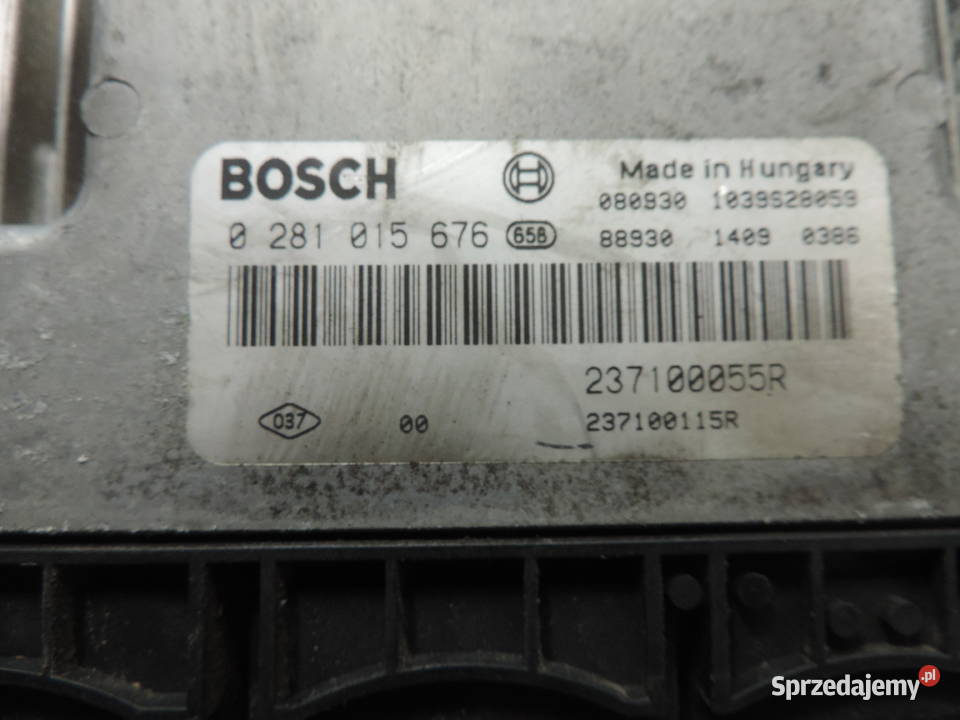 BOSCH
Made in Hungary
080930 1039S28059
0 281 015 676 658 88930 1409 0386
237100055R
037 00 237100115R
Sprzedajemy.pl